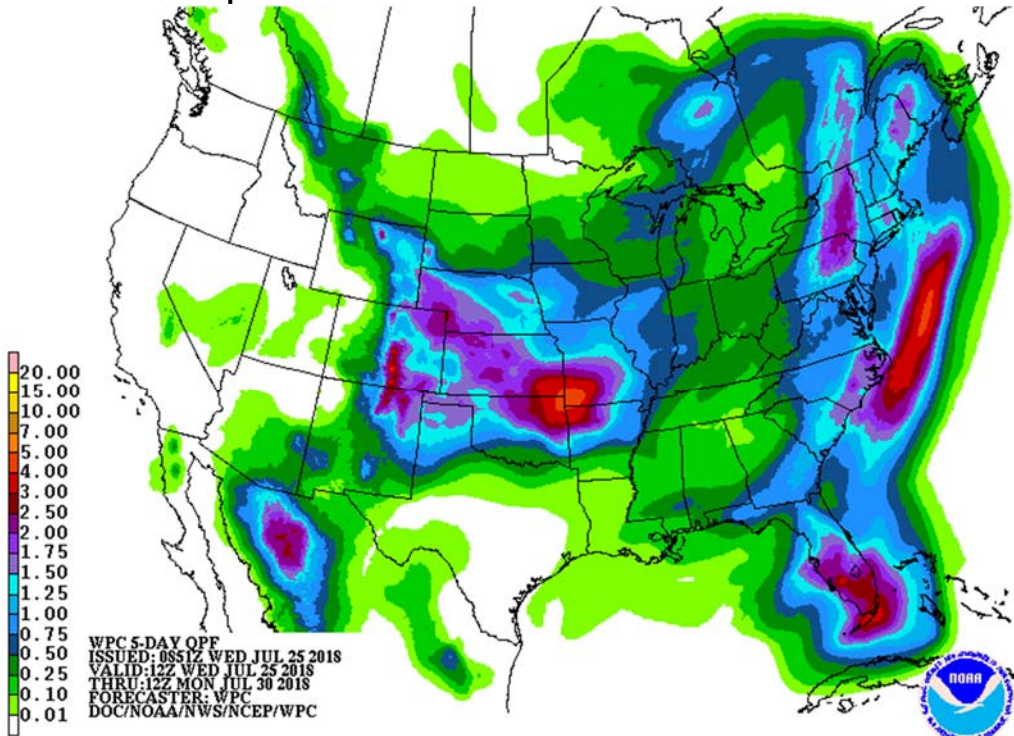 20.00
15.00
10.00
7.00
5.00
4.00
3.00
2.50
2.00
1.75
1.50
1.25
1.00
0.75
0.50
0.25
0.10
0.01
WPC 5-DAY QPF
ISSUED: 0851Z WED JUL 25 2018
VALID:12Z WED JUL 25 2018
THRU:12Z MON JUL 30 2018
FORECASTER: WPC
DOC/NOAA/NWS/NCEP/WPC
NOAA